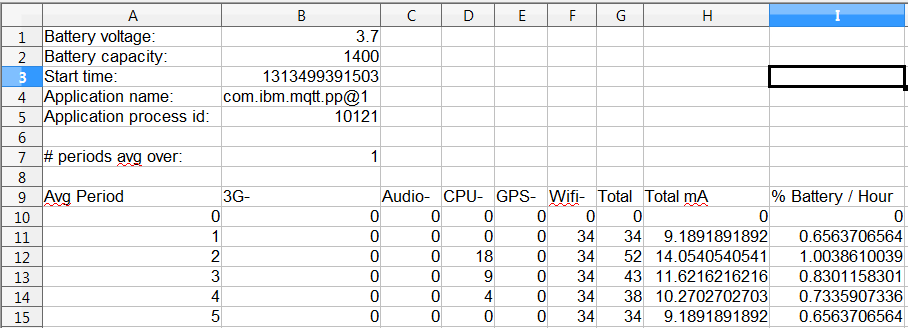 A B C D E F G H I
1 Battery voltage: 3.7
2 Battery capacity: 1400
3 Start time: 1313499391503
4 Application name: com.ibm.mqtt.pp@1
5 Application process id: 10121
6
7 # periods avg over: 1
8
9 Avg Period 3G- Audio- CPU- GPS- Wifi- Total Total mA % Battery / Hour
10 0 0 0 0 0 0 0 0 0
11 1 0 0 0 0 34 34 9.1891891892 0.6563706564
12 2 0 0 18 0 34 52 14.0540540541 1.0038610039
13 3 0 0 9 0 34 43 11.6216216216 0.8301158301
14 4 0 0 4 0 34 38 10.2702702703 0.7335907336
15 5 0 0 0 0 34 34 9.1891891892 0.6563706564